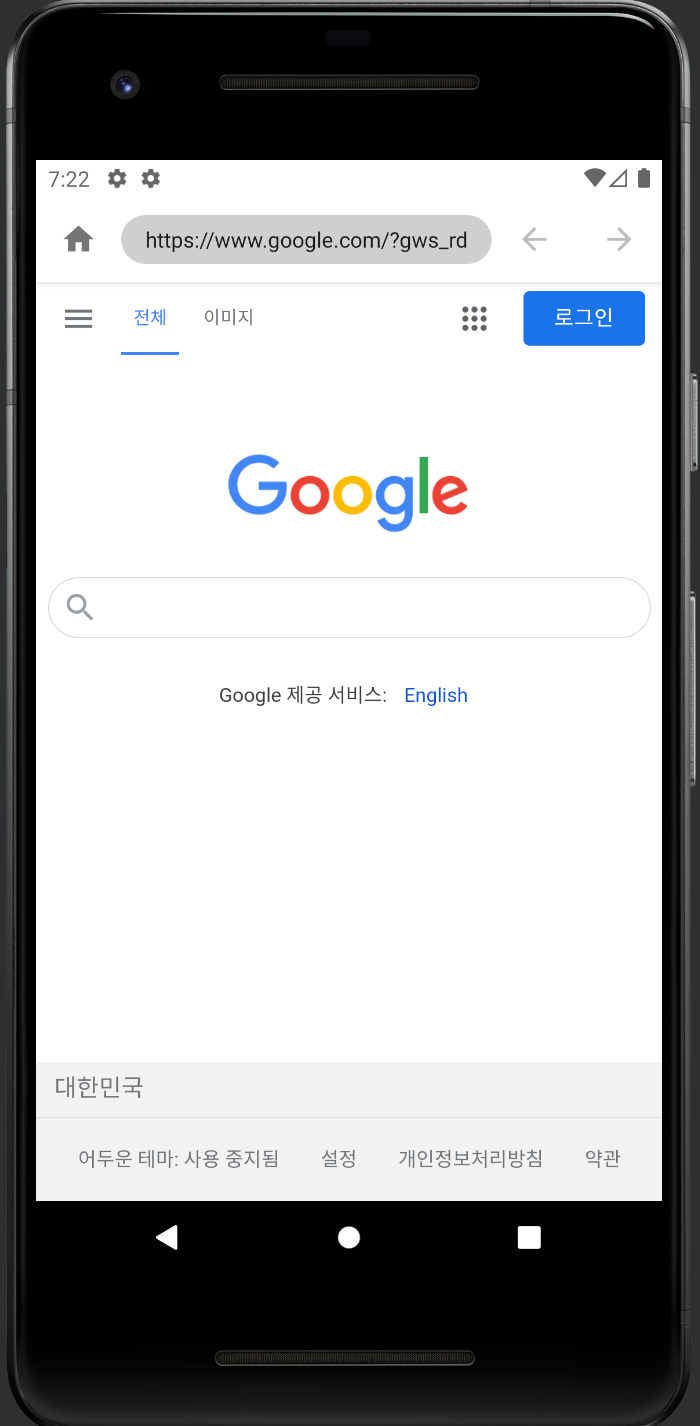 7:22
https://www.google.com/?gws_rd
전체 이미지 로그인
Google
Google 제공 서비스: English
대한민국
어두운 테마: 사용 중지됨 설정 개인정보처리방침 약관